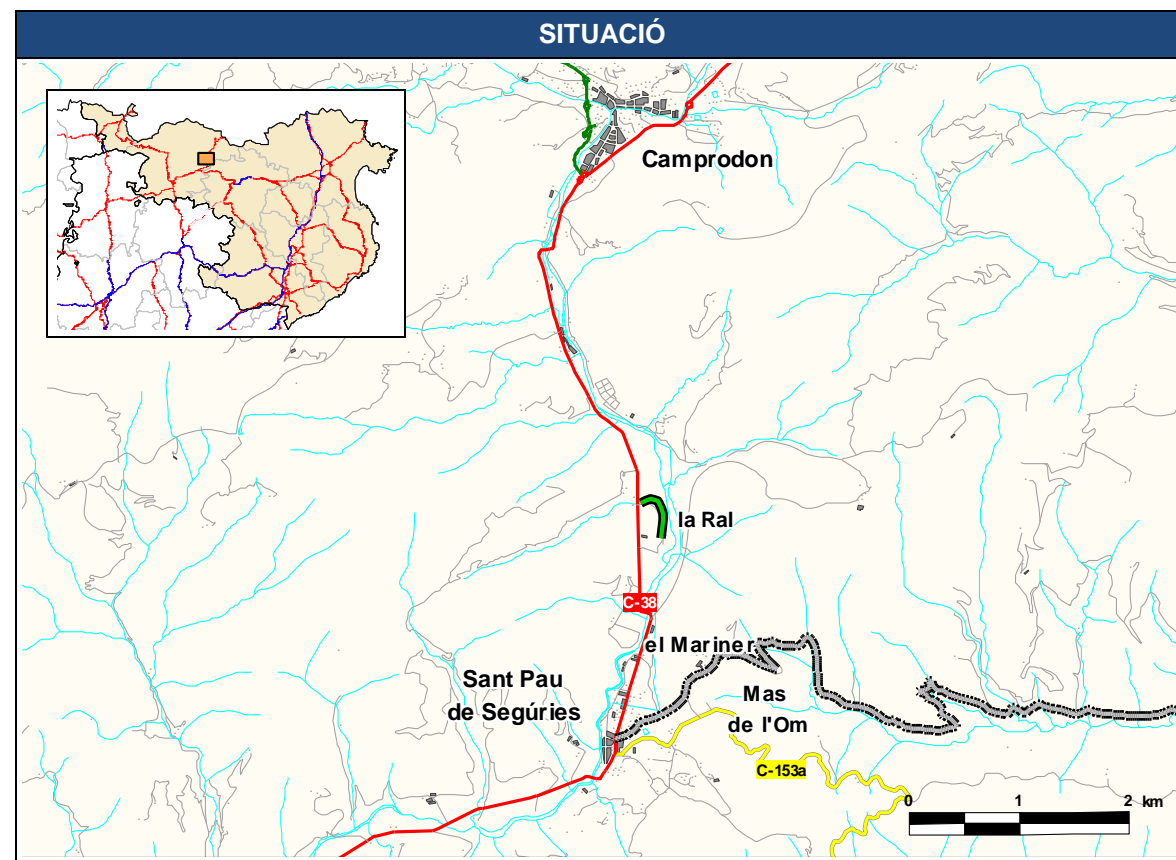 SITUACIÓ
Camprodon
la Ral
C-38
el Mariner
Sant Pau
de Segúries
Mas
de l'Om
C-153a
0 1 2 km